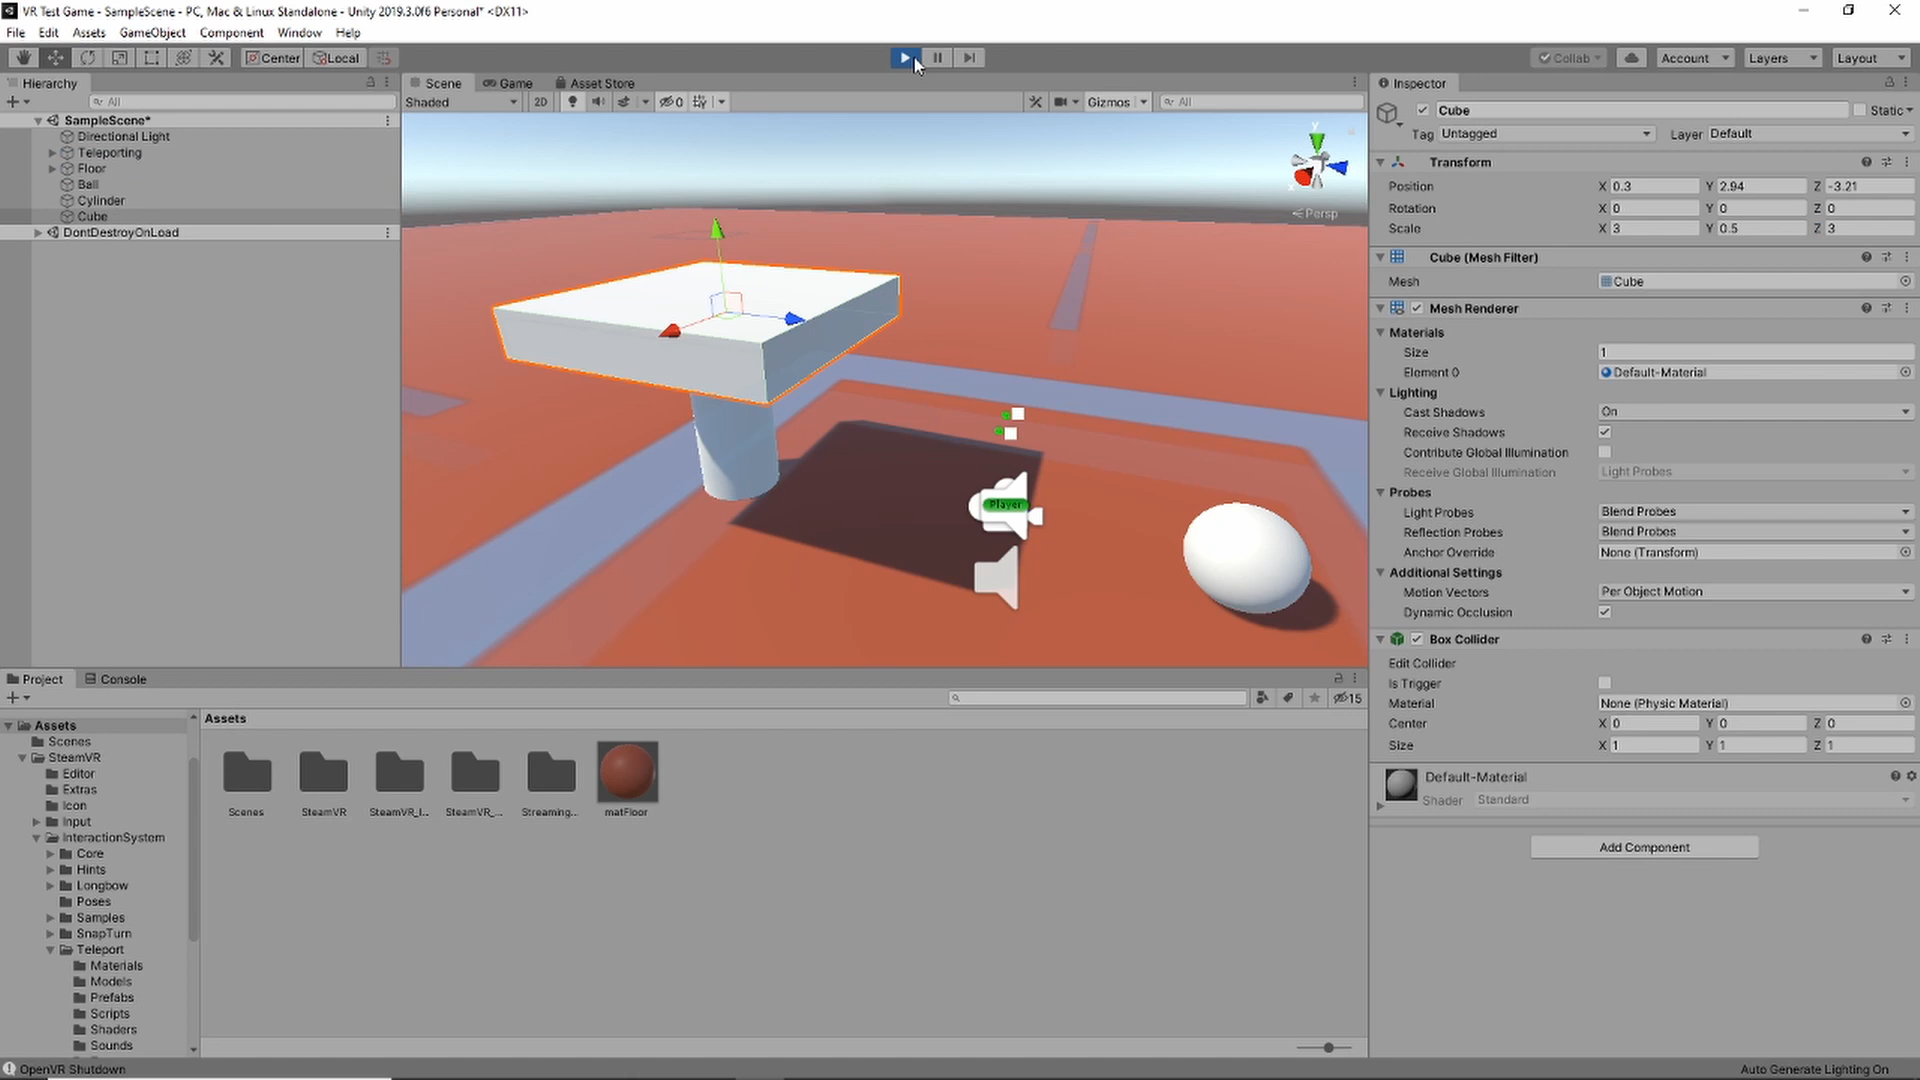 VR Test Game - SampleScene - PC, Mac & Linux Standalone - Unity 2019.3.0f6 Personal* <DX11>
File Edit Assets GameObject Component Window Help
Center Local Collab Account Layers Layout
Hierarchy
All
SampleScene*
Directional Light
Teleporting
Floor
Ball
Cylinder
Cube
DontDestroyOnLoad
Scene Game Asset Store
Shaded 2D 0 Gizmos All
y
x
Persp
Player
Inspector
Cube Static
Tag Untagged Layer Default
Transform
Position X 0.3 Y 2.94 Z -3.21
Rotation X 0 Y 0 Z 0
Scale X 3 Y 0.5 Z 3
Cube (Mesh Filter)
Mesh Cube
Mesh Renderer
Materials
Size 1
Element 0 Default-Material
Lighting
Cast Shadows On
Receive Shadows
Contribute Global Illumination
Receive Global Illumination Light Probes
Probes
Light Probes Blend Probes
Reflection Probes Blend Probes
Anchor Override None (Transform)
Additional Settings
Motion Vectors Per Object Motion
Dynamic Occlusion
Box Collider
Edit Collider
Is Trigger
Material None (Physic Material)
Center X 0 Y 0 Z 0
Size X 1 Y 1 Z 1
Default-Material
Shader Standard
Add Component
Project Console
15
Assets
Scenes
SteamVR
Editor
Extras
Icon
Input
InteractionSystem
Core
Hints
Longbow
Poses
Samples
SnapTurn
Teleport
Materials
Models
Prefabs
Scripts
Shaders
Sounds
Assets
Scenes SteamVR SteamVR_I... SteamVR_... Streaming... matFloor
OpenVR Shutdown
Auto Generate Lighting On